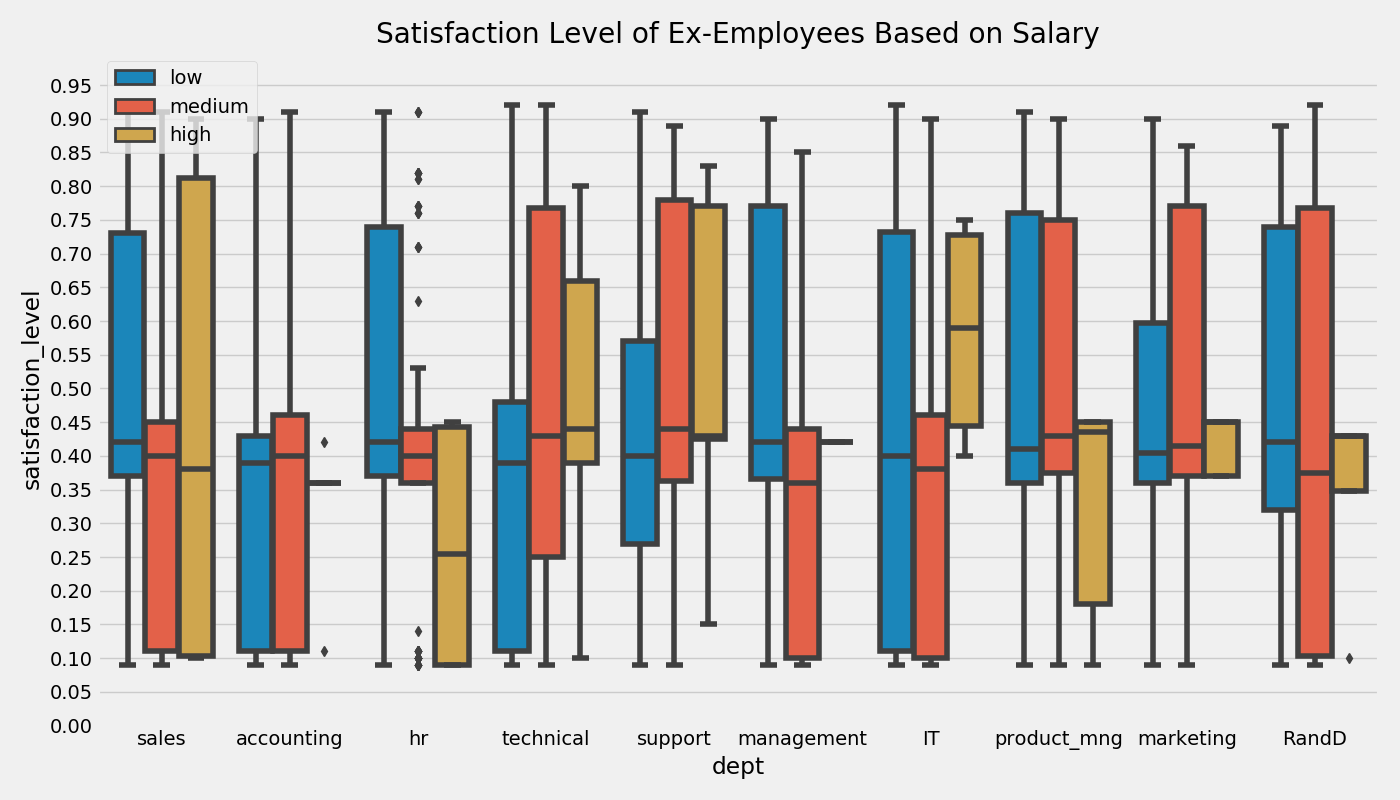 Satisfaction Level of Ex-Employees Based on Salary
low
medium
high
0.95
0.90
0.85
0.80
0.75
0.70
0.65
0.60
0.55
0.50
0.45
0.40
0.35
0.30
0.25
0.20
0.15
0.10
0.05
0.00
satisfaction_level
sales accounting hr technical support management IT product_mng marketing RandD
dept